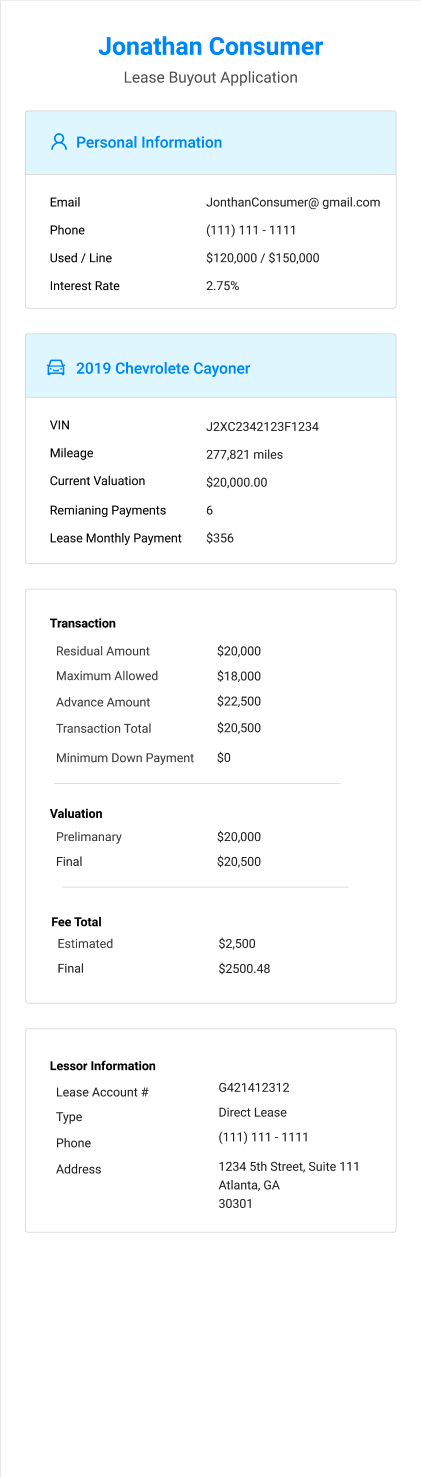 Jonathan Consumer
Lease Buyout Application
Personal Information
Email JonthanConsumer@ gmail.com
Phone (111) 111 - 1111
Used / Line $120,000 / $150,000
Interest Rate 2.75%
2019 Chevrolete Cayoner
VIN J2XC2342123F1234
Mileage 277,821 miles
Current Valuation $20,000.00
Remianing Payments 6
Lease Monthly Payment $356
Transaction
Residual Amount $20,000
Maximum Allowed $18,000
Advance Amount $22,500
Transaction Total $20,500
Minimum Down Payment $0
Valuation
Prelimanary $20,000
Final $20,500
Fee Total
Estimated $2,500
Final $2500.48
Lessor Information
Lease Account # G421412312
Type Direct Lease
Phone (111) 111 - 1111
Address 1234 5th Street, Suite 111
Atlanta, GA
30301